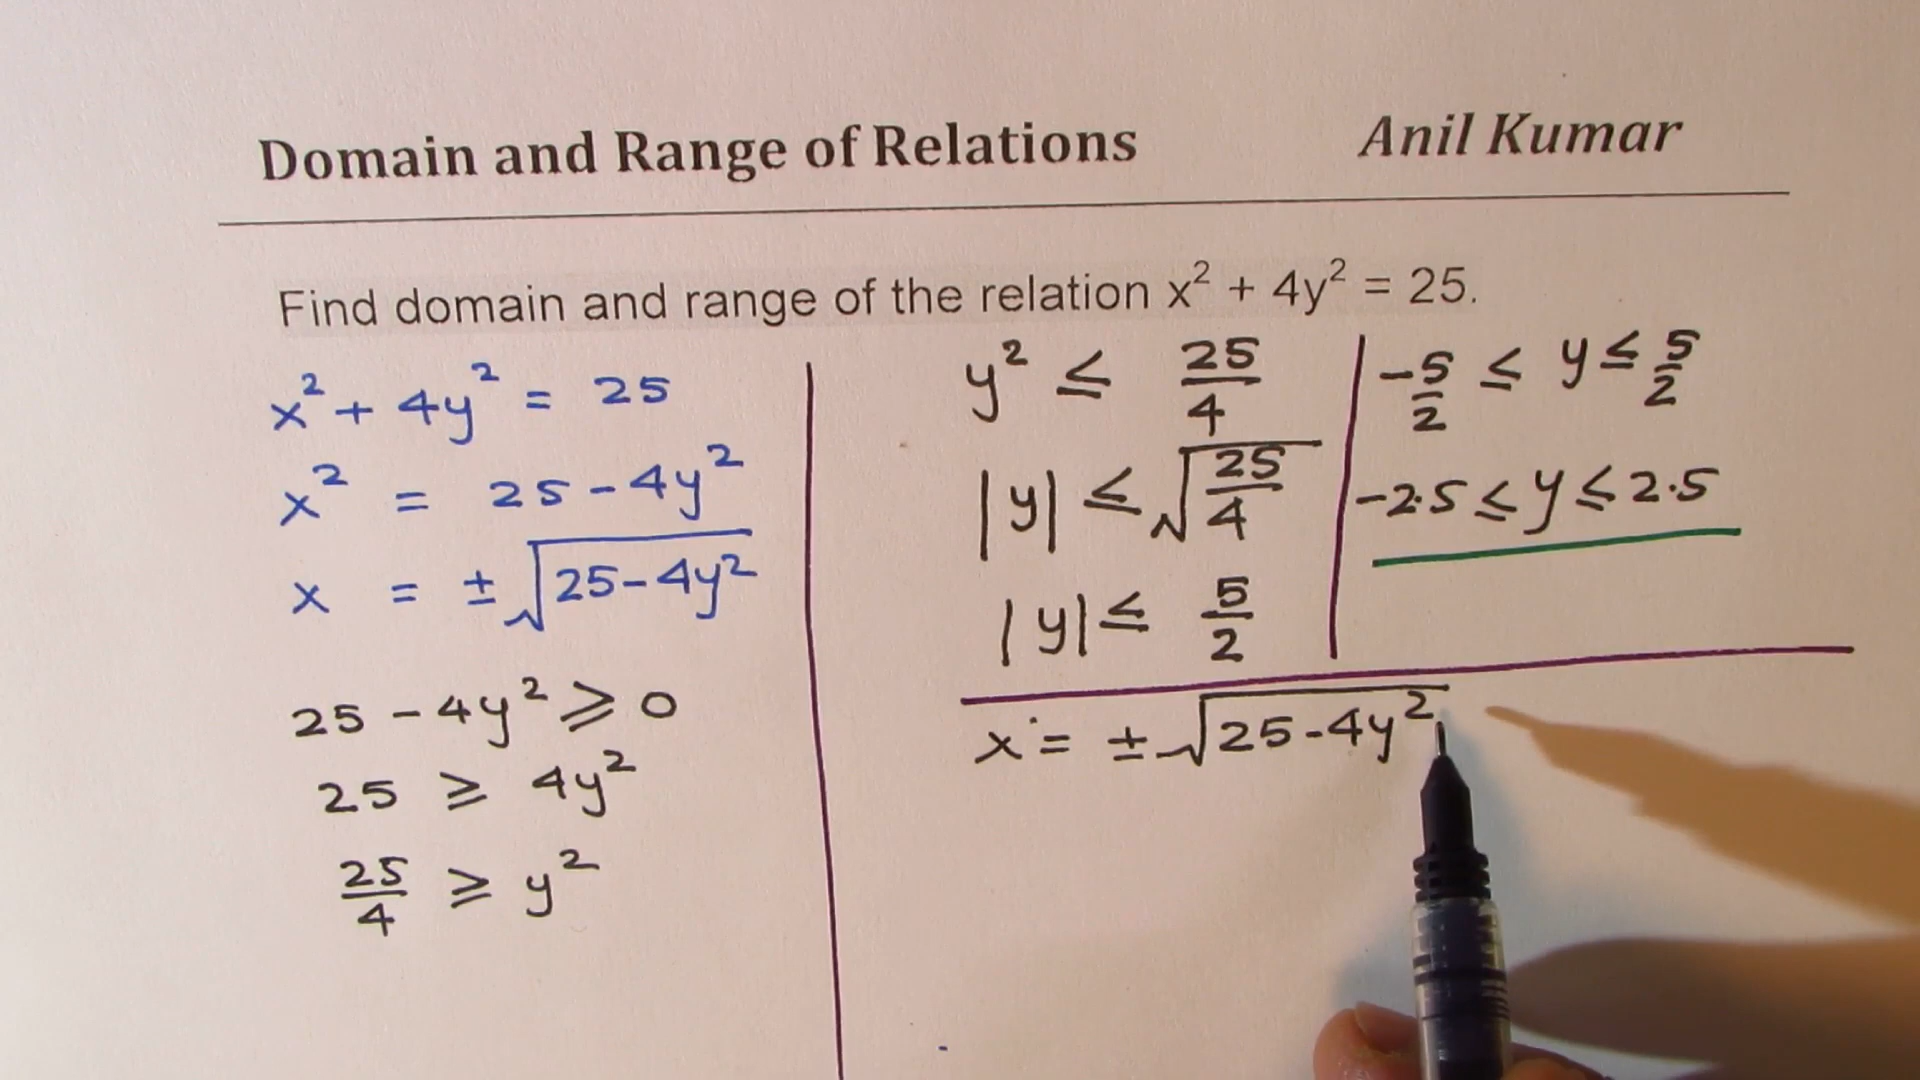 Domain and Range of Relations Anil Kumar
Find domain and range of the relation x² + 4y² = 25.
x² + 4y² = 25
x² = 25 - 4y²
x = ± √(25-4y²)
25 - 4y² ≥ 0
25 ≥ 4y²
25/4 ≥ y²
y² ≤ 25/4
|y| ≤ √(25/4)
|y| ≤ 5/2
-5/2 ≤ y ≤ 5/2
-2.5 ≤ y ≤ 2.5
x = ± √(25-4y²)